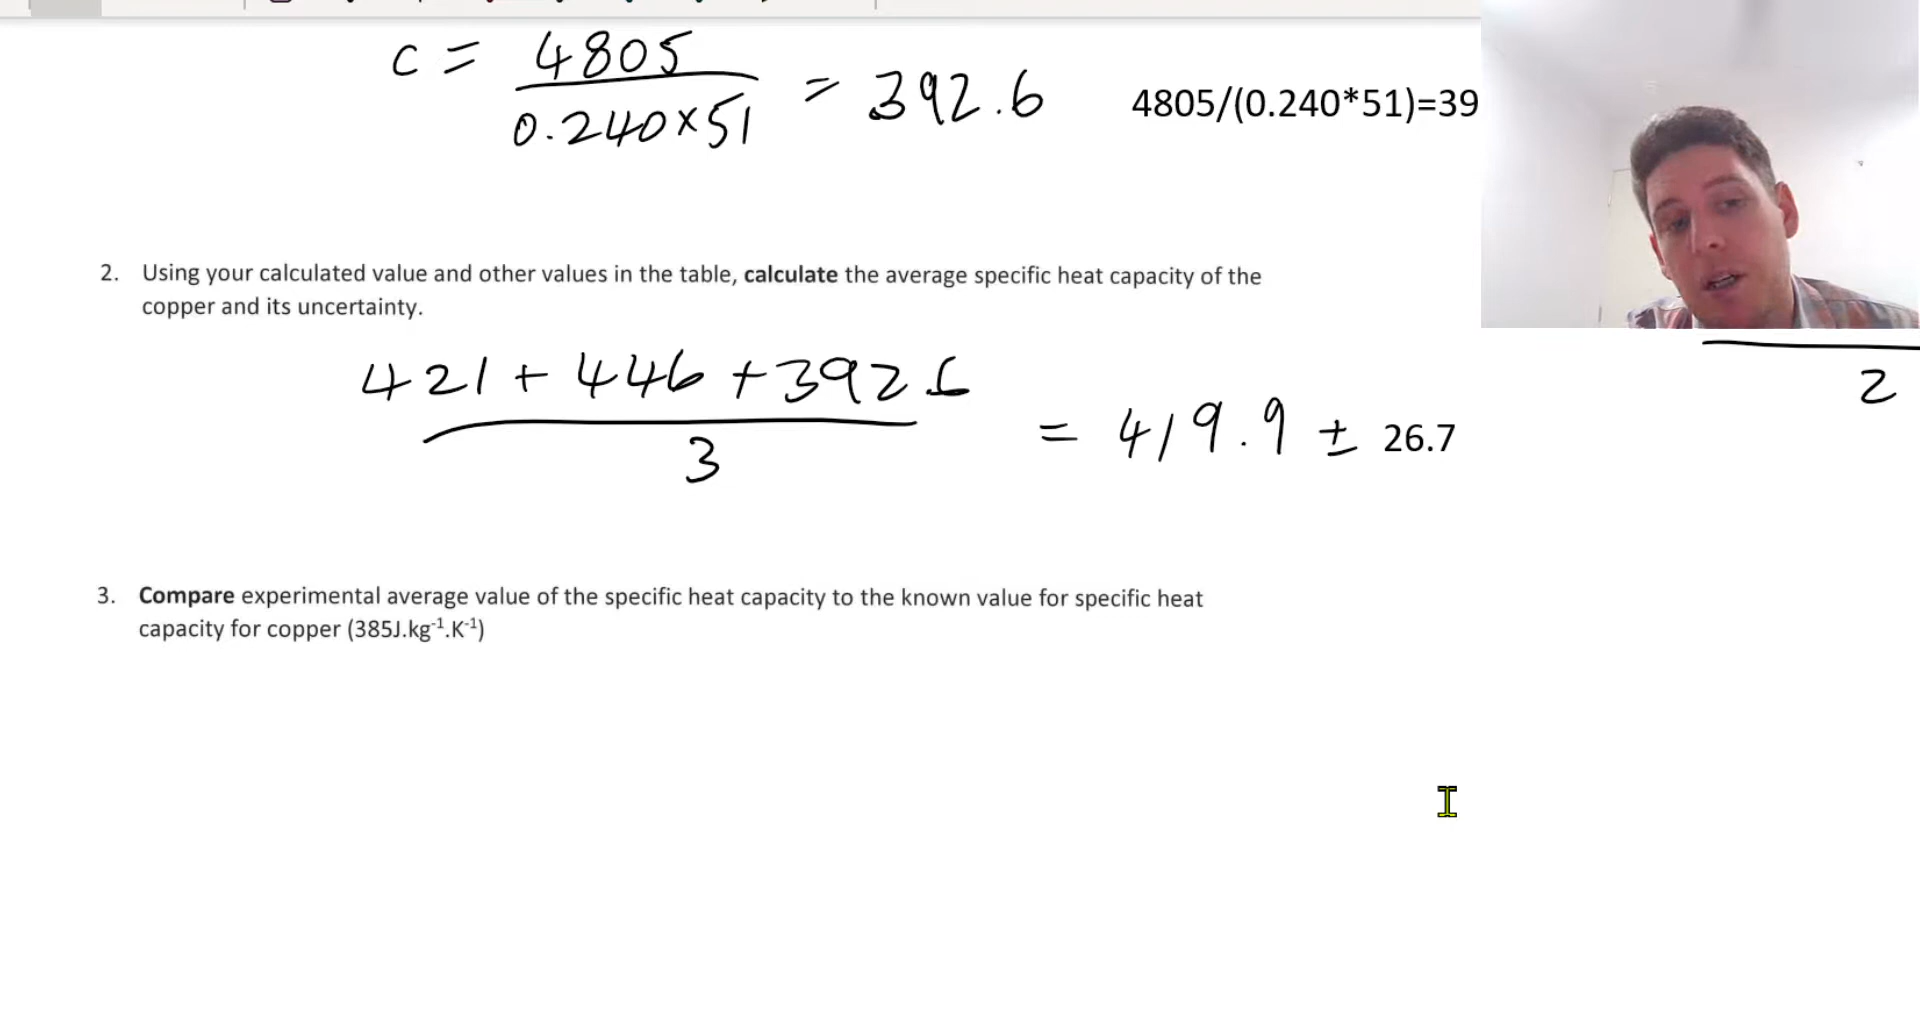 c = 4805 / 0.240 × 51 = 392.6
4805/(0.240*51)=39
2. Using your calculated value and other values in the table, calculate the average specific heat capacity of the
copper and its uncertainty.
421 + 446 + 392.6 / 3 = 419.9 ± 26.7
2
3. Compare experimental average value of the specific heat capacity to the known value for specific heat
capacity for copper (385J.kg⁻¹.K⁻¹)